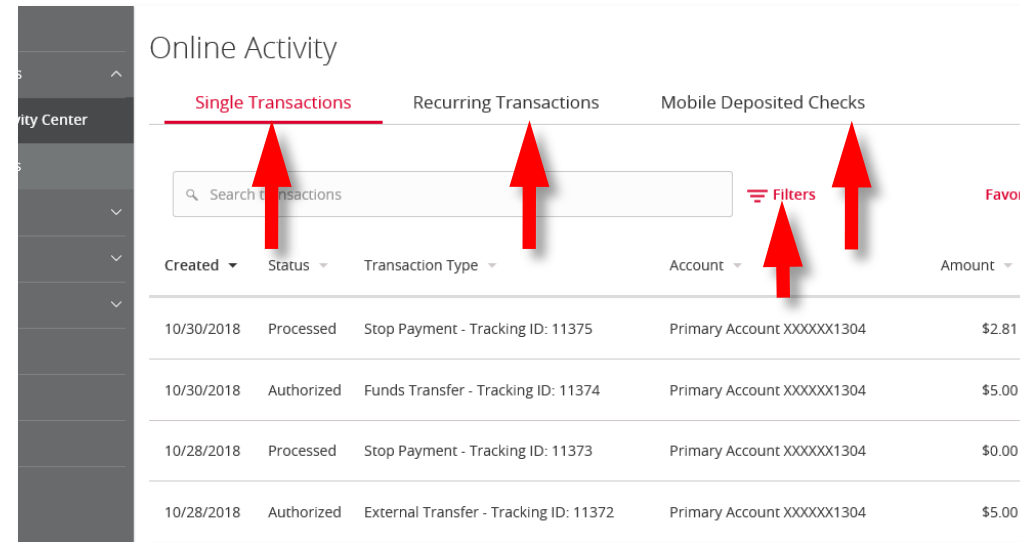 Online Activity
Single Transactions Recurring Transactions Mobile Deposited Checks
s
vity Center
s
Search transactions Filters Favor
Created Status Transaction Type Account Amount
10/30/2018 Processed Stop Payment - Tracking ID: 11375 Primary Account XXXXXX1304 $2.81
10/30/2018 Authorized Funds Transfer - Tracking ID: 11374 Primary Account XXXXXX1304 $5.00
10/28/2018 Processed Stop Payment - Tracking ID: 11373 Primary Account XXXXXX1304 $0.00
10/28/2018 Authorized External Transfer - Tracking ID: 11372 Primary Account XXXXXX1304 $5.00